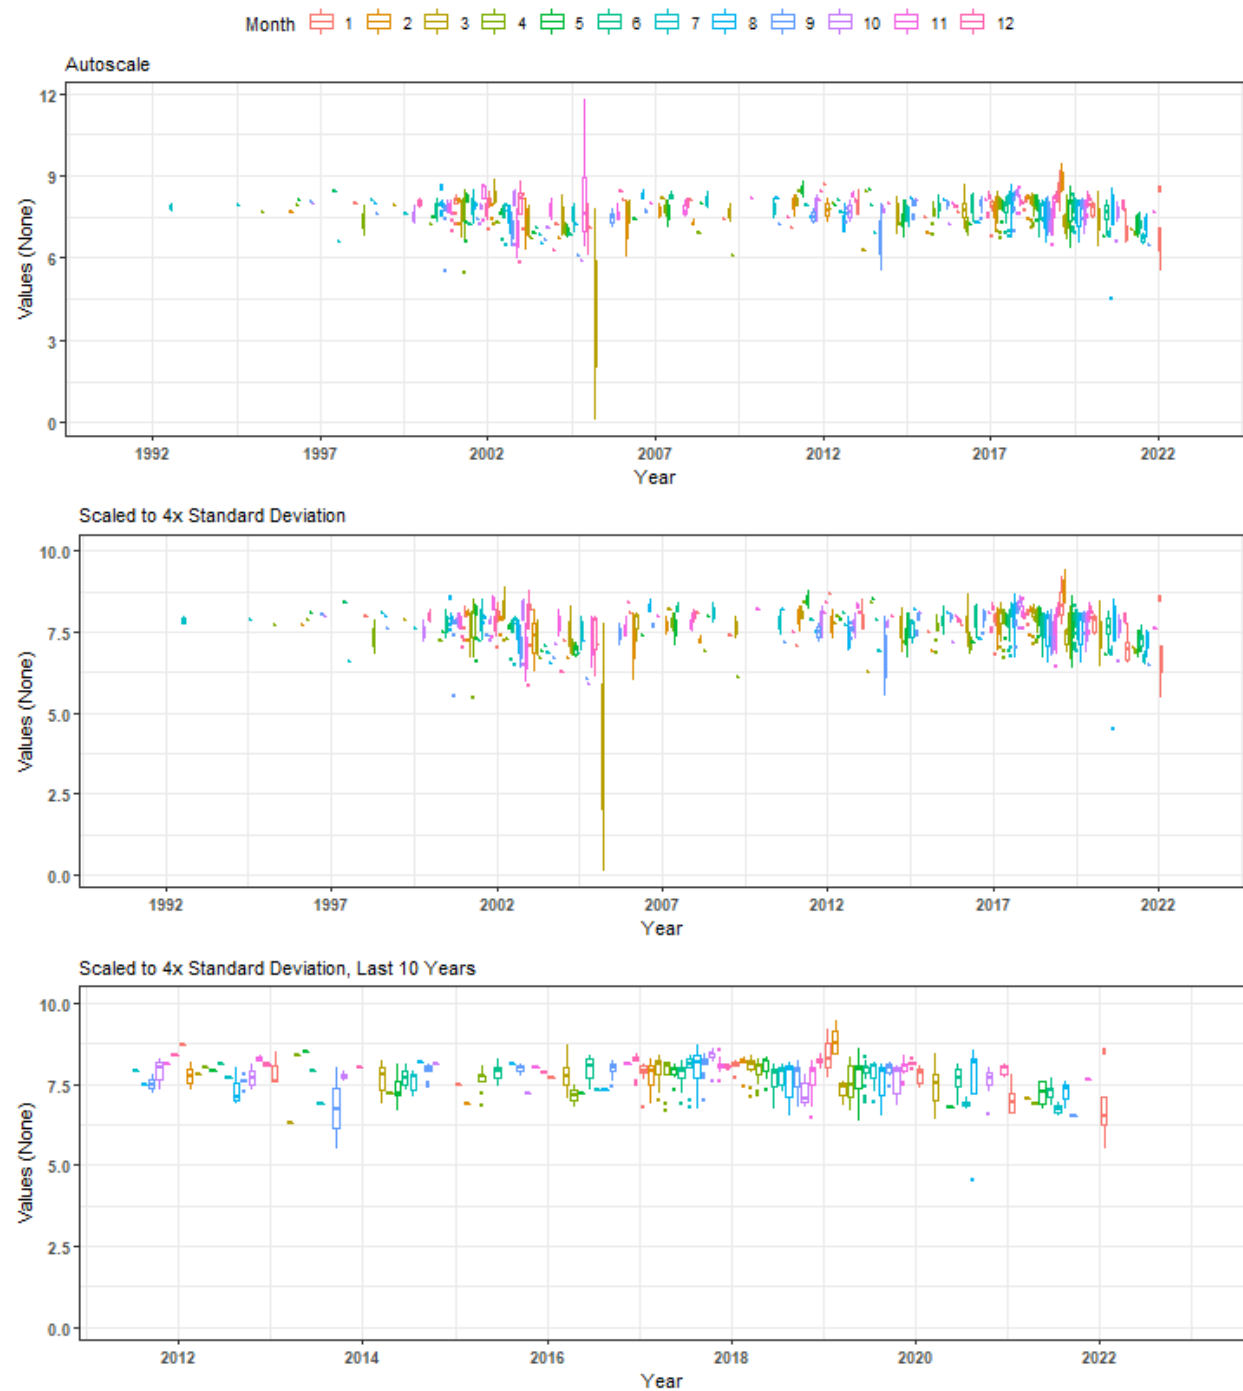 Month 1 2 3 4 5 6 7 8 9 10 11 12
Autoscale
12
9
6
3
0
Values (None)
1992 1997 2002 2007 2012 2017 2022
Year
Scaled to 4x Standard Deviation
10.0
7.5
5.0
2.5
0.0
Values (None)
1992 1997 2002 2007 2012 2017 2022
Year
Scaled to 4x Standard Deviation, Last 10 Years
10.0
7.5
5.0
2.5
0.0
Values (None)
2012 2014 2016 2018 2020 2022
Year